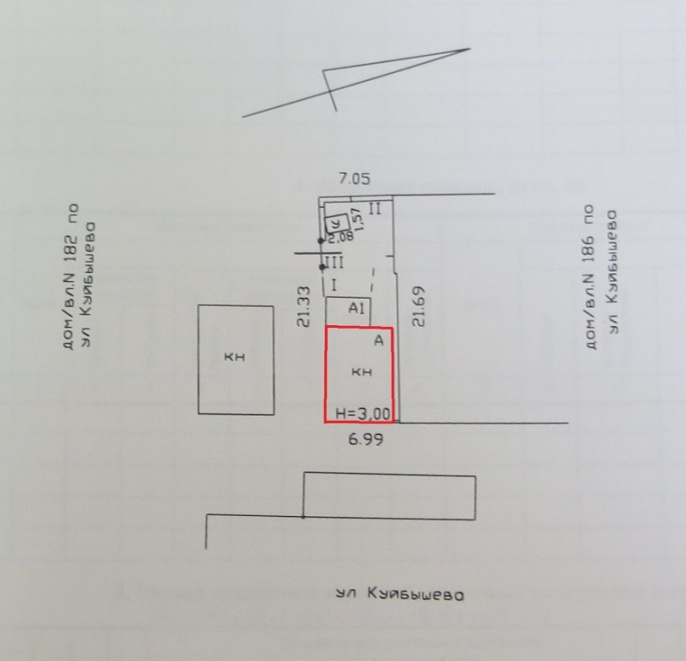 7.05
II
У
1,57
2,08
III
I
21.33
21.69
А1
А
КН
КН
Н=3,00
6.99
дом/вл.N 182 по
ул Куйбышева
дом/вл.N 186 по
ул Куйбышева
ул Куйбышева